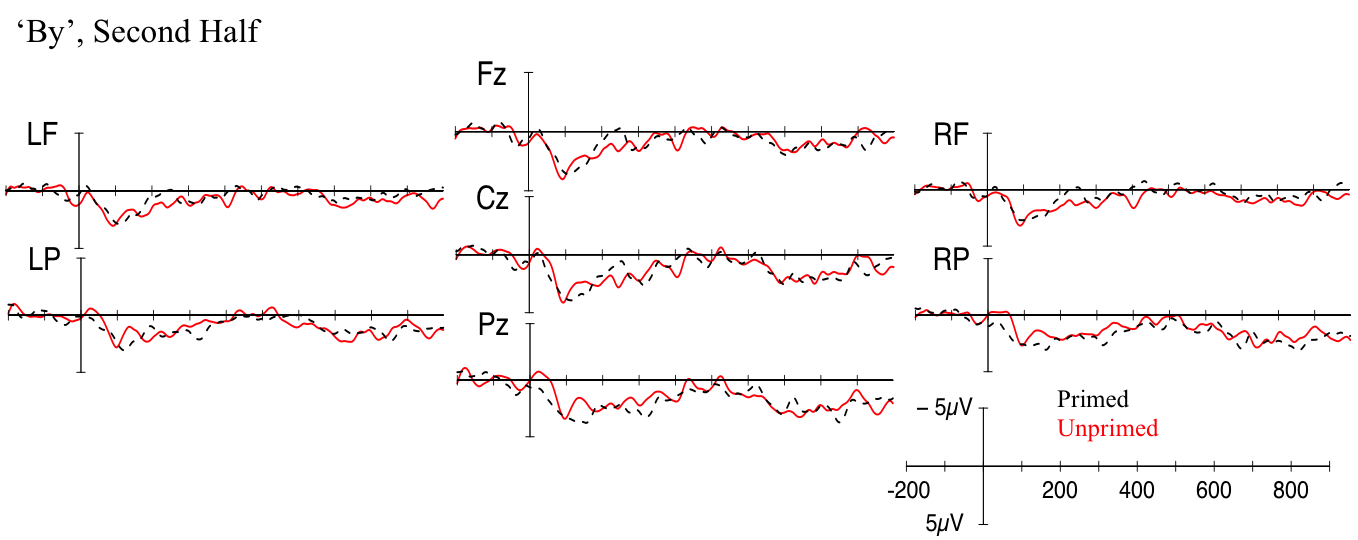 ‘By’, Second Half
Fz
LF
RF
Cz
LP
RP
Pz
Primed
– 5µV
Unprimed
-200 200 400 600 800
5µV